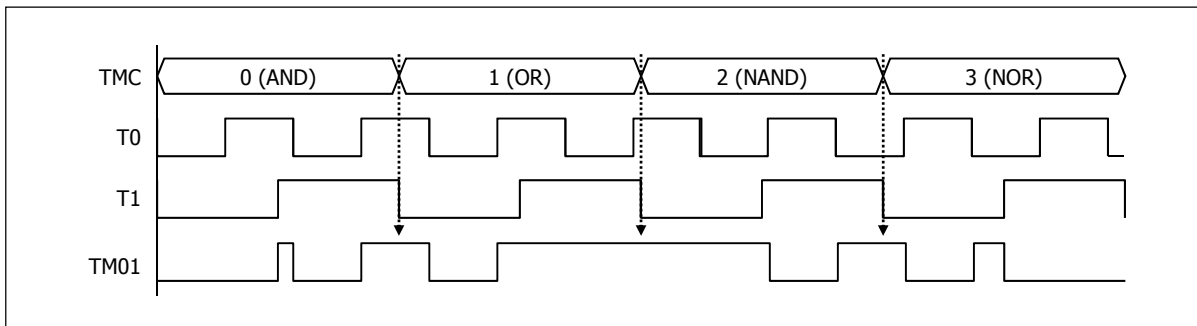 TMC 0 (AND) 1 (OR) 2 (NAND) 3 (NOR)
T0
T1
TM01